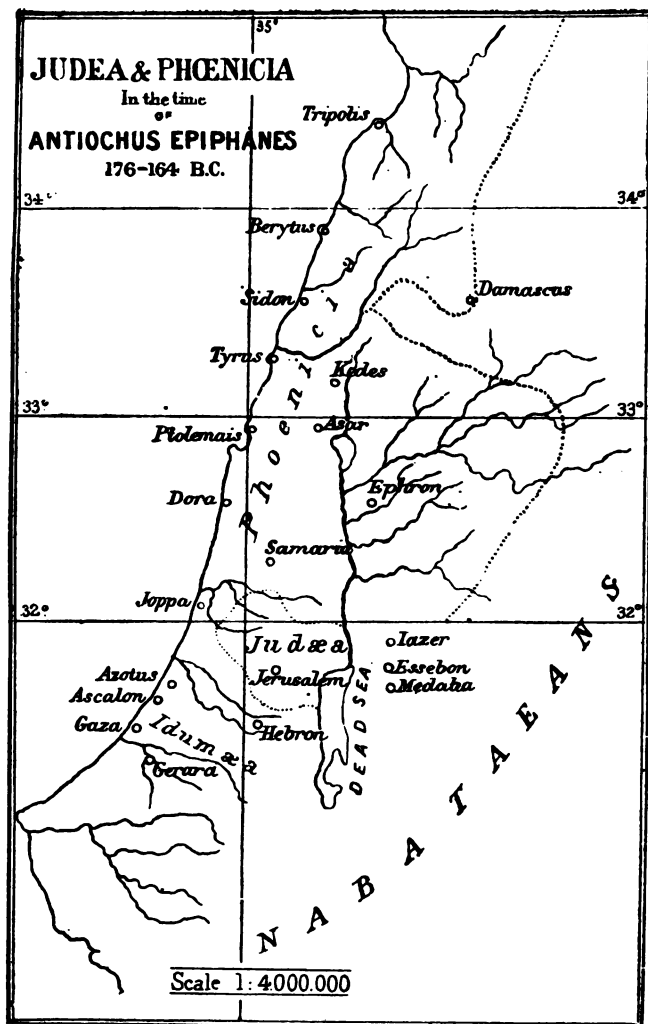 35°
JUDEA & PHŒNICIA
In the time
OF
ANTIOCHUS EPIPHANES
176-164 B.C.
Tripolis
34°
34°
Berytus
Sidon
Damascus
Tyrus
Phoenicia
Kedes
33°
33°
Ptolemais
Asar
Dora
Ephron
Samaria
Joppa
32°
32°
Judæa
Iazer
Jerusalem
Essebon
Medaba
Azotus
Ascalon
Gaza
Idumæa
Hebron
DEAD SEA
Gerara
NABATAEANS
Scale 1:4.000.000